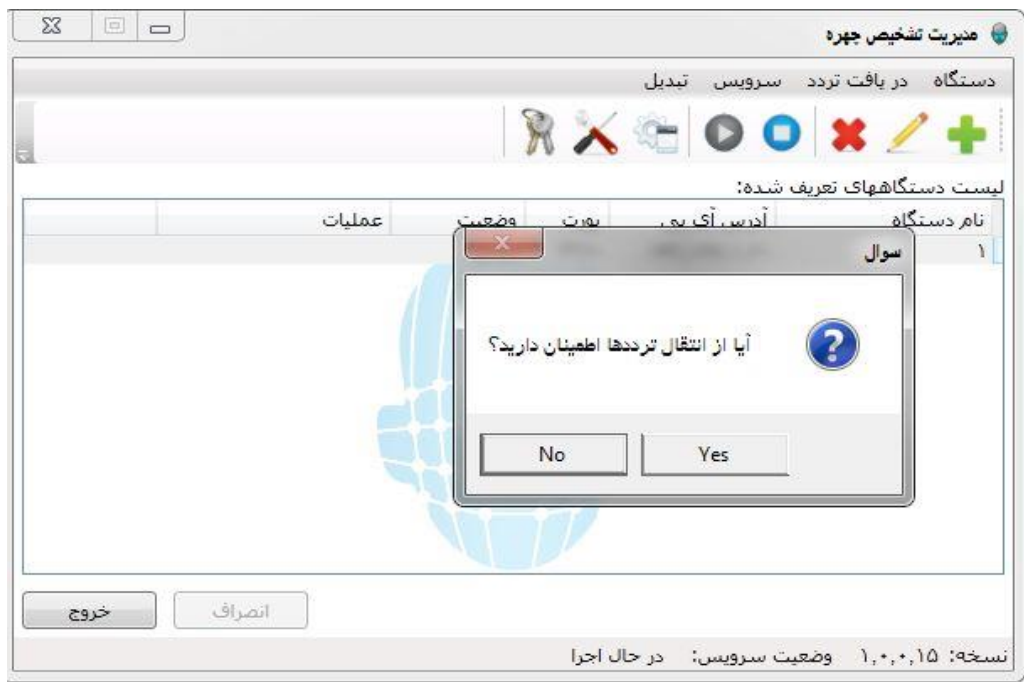 مدیریت تشخیص چهره
دستگاه دریافت تردد سرویس تبدیل
لیست دستگاههای تعریف شده:
نام دستگاه آدرس آی پی پورت وضعیت عملیات
۱
سوال
آیا از انتقال ترددها اطمینان دارید؟
Yes No
انصراف خروج
نسخه: ۱,۰,۰,۱۵ وضعیت سرویس: در حال اجرا